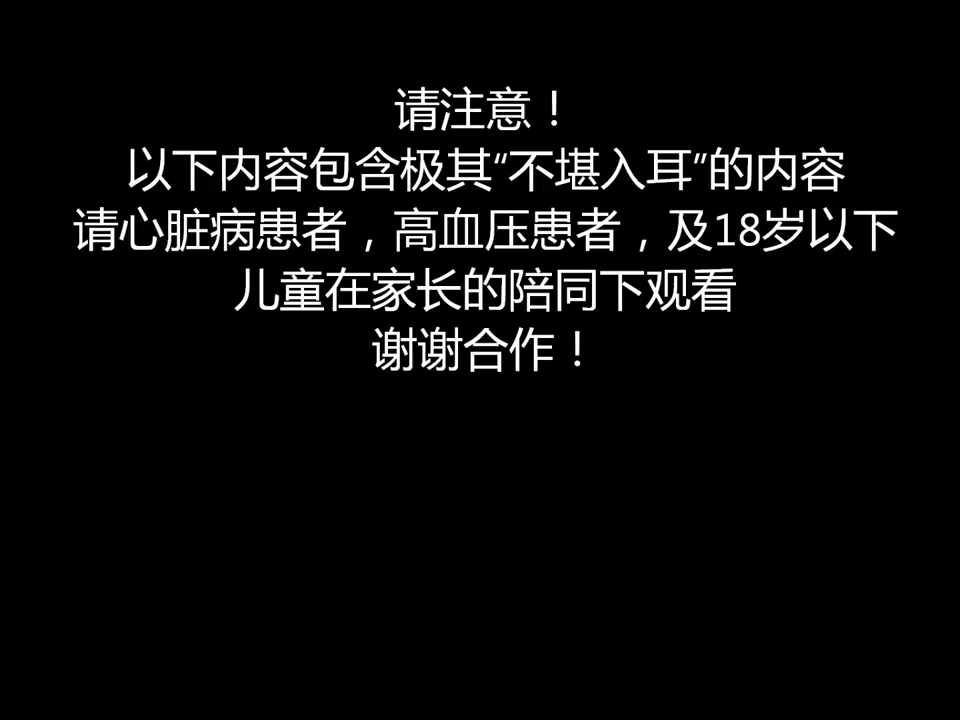 请注意！
以下内容包含极其“不堪入耳”的内容
请心脏病患者，高血压患者，及18岁以下
儿童在家长的陪同下观看
谢谢合作！